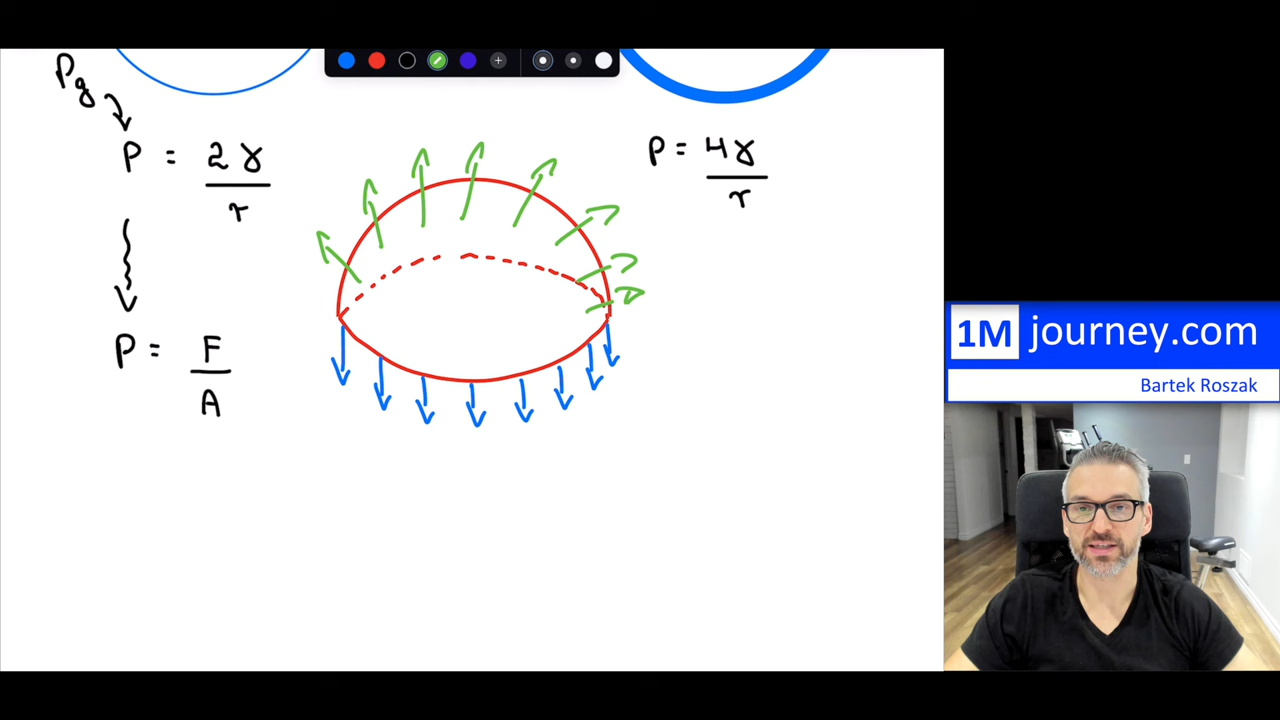 Pg
P = 2γ/r
P = 4γ/r
P = F/A
1M journey.com
Bartek Roszak